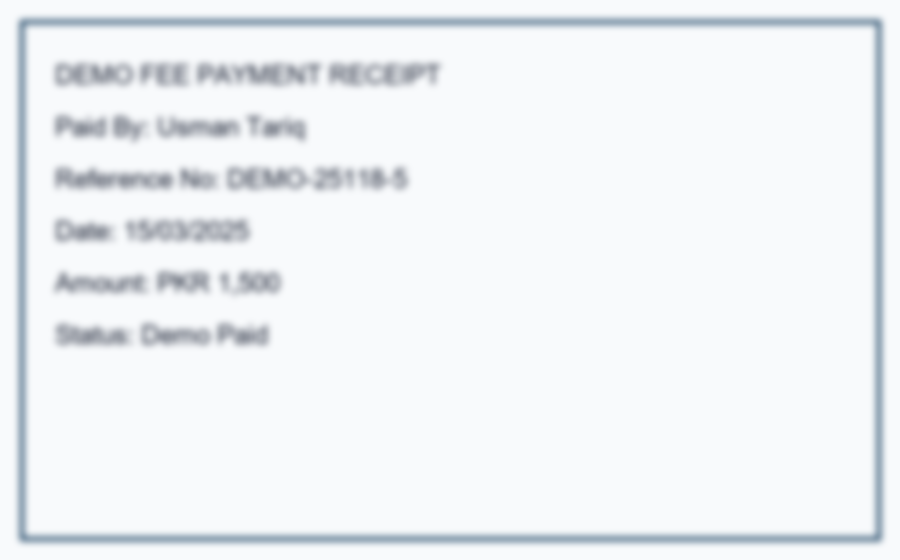 DEMO FEE PAYMENT RECEIPT
Paid By: Usman Tariq
Reference No: DEMO-25118-5
Date: 15/03/2025
Amount: PKR 1,500
Status: Demo Paid